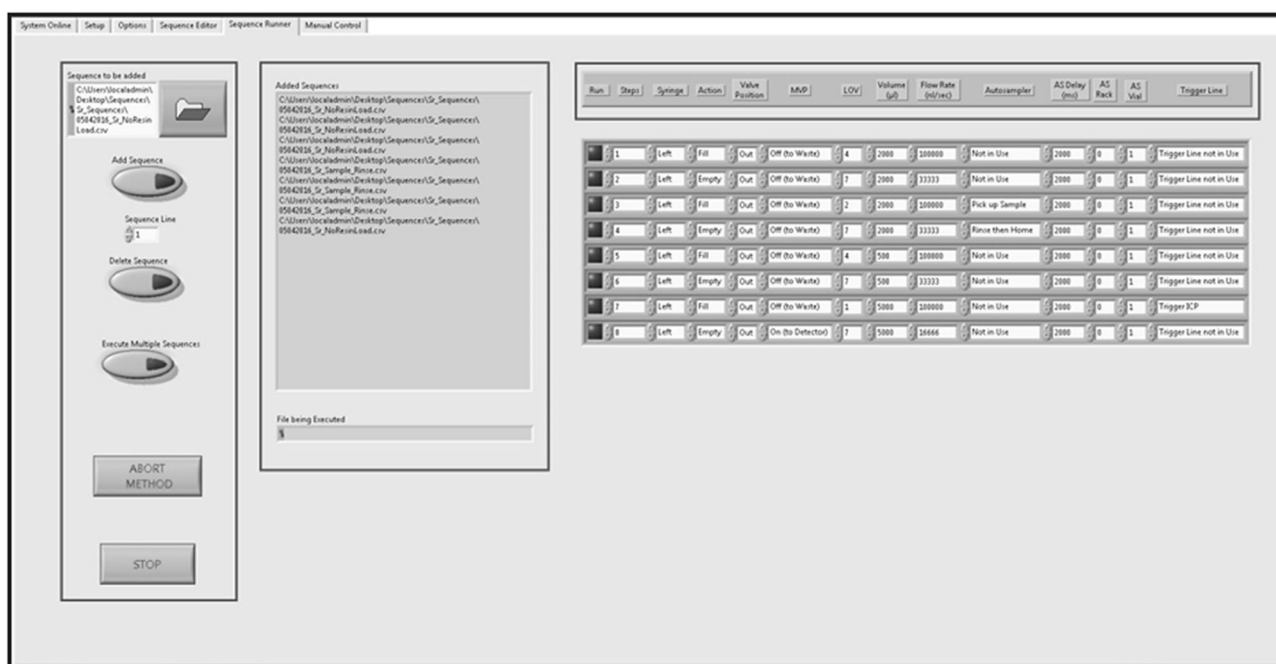 System Online Setup Options Sequence Editor Sequence Runner Manual Control
Sequence to be added
C:\Users\localadmin\
Desktop\Sequences\
Sr_Sequences\
05042016_Sr_NoResin
Load.csv
Add Sequence
Sequence Line
1
Delete Sequence
Execute Multiple Sequences
ABORT
METHOD
STOP
Added Sequences
C:\Users\localadmin\Desktop\Sequences\Sr_Sequences\
05042016_Sr_NoResinLoad.csv
C:\Users\localadmin\Desktop\Sequences\Sr_Sequences\
05042016_Sr_NoResinLoad.csv
C:\Users\localadmin\Desktop\Sequences\Sr_Sequences\
05042016_Sr_NoResinLoad.csv
C:\Users\localadmin\Desktop\Sequences\Sr_Sequences\
05042016_Sr_Sample_Rinse.csv
C:\Users\localadmin\Desktop\Sequences\Sr_Sequences\
05042016_Sr_Sample_Rinse.csv
C:\Users\localadmin\Desktop\Sequences\Sr_Sequences\
05042016_Sr_Sample_Rinse.csv
C:\Users\localadmin\Desktop\Sequences\Sr_Sequences\
05042016_Sr_NoResinLoad.csv
File being Executed
Run Steps Syringe Action Valve Position MVP LOV Volume (µl) Flow Rate (nl/sec) Autosampler AS Delay (ms) AS Rack AS Vial Trigger Line
1 Left Fill Out Off (to Waste) 4 2000 100000 Not in Use 2000 0 1 Trigger Line not in Use
2 Left Empty Out Off (to Waste) 7 2000 33333 Not in Use 2000 0 1 Trigger Line not in Use
3 Left Fill Out Off (to Waste) 2 2000 100000 Pick up Sample 2000 0 1 Trigger Line not in Use
4 Left Empty Out Off (to Waste) 7 2000 33333 Rinse then Home 2000 0 1 Trigger Line not in Use
5 Left Fill Out Off (to Waste) 4 500 100000 Not in Use 2000 0 1 Trigger Line not in Use
6 Left Empty Out Off (to Waste) 7 500 33333 Not in Use 2000 0 1 Trigger Line not in Use
7 Left Fill Out Off (to Waste) 1 5000 100000 Not in Use 2000 0 1 Trigger ICP
8 Left Empty Out On (to Detector) 7 5000 16666 Not in Use 2000 0 1 Trigger Line not in Use